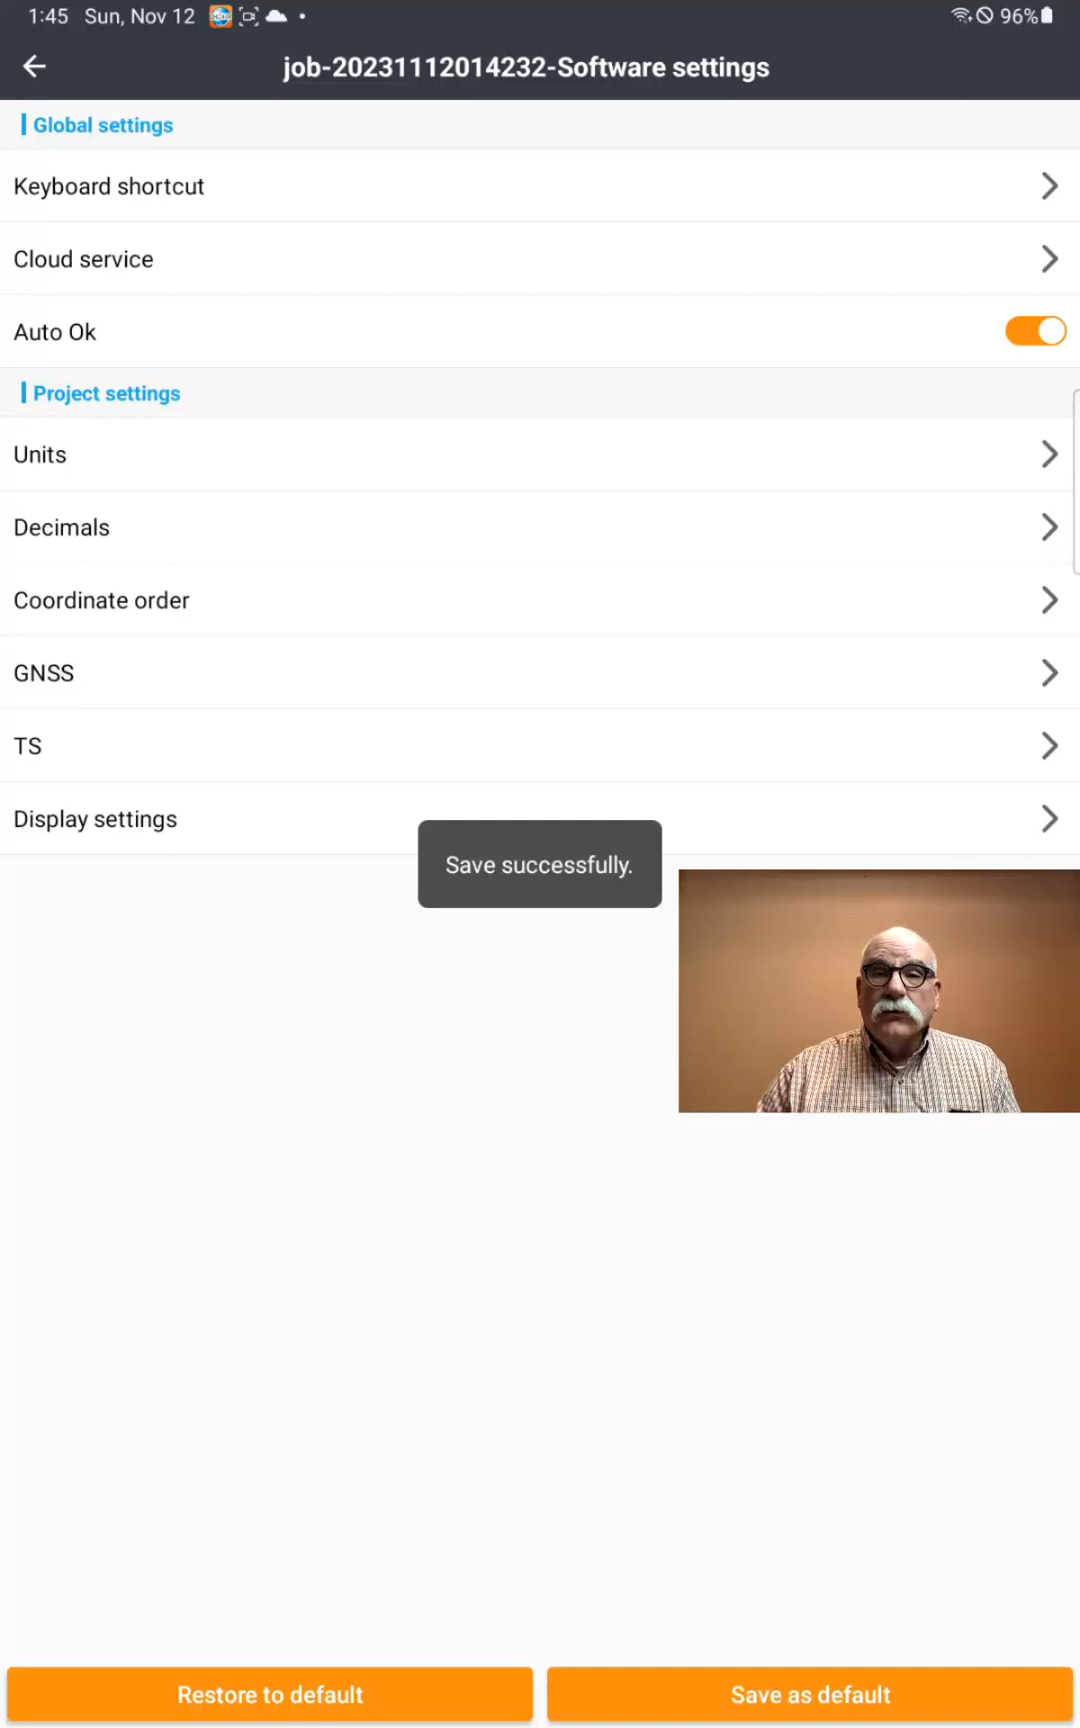 1:45 Sun, Nov 12
96%
job-20231112014232-Software settings
Global settings
Keyboard shortcut
Cloud service
Auto Ok
Project settings
Units
Decimals
Coordinate order
GNSS
TS
Display settings
Save successfully.
Restore to default
Save as default